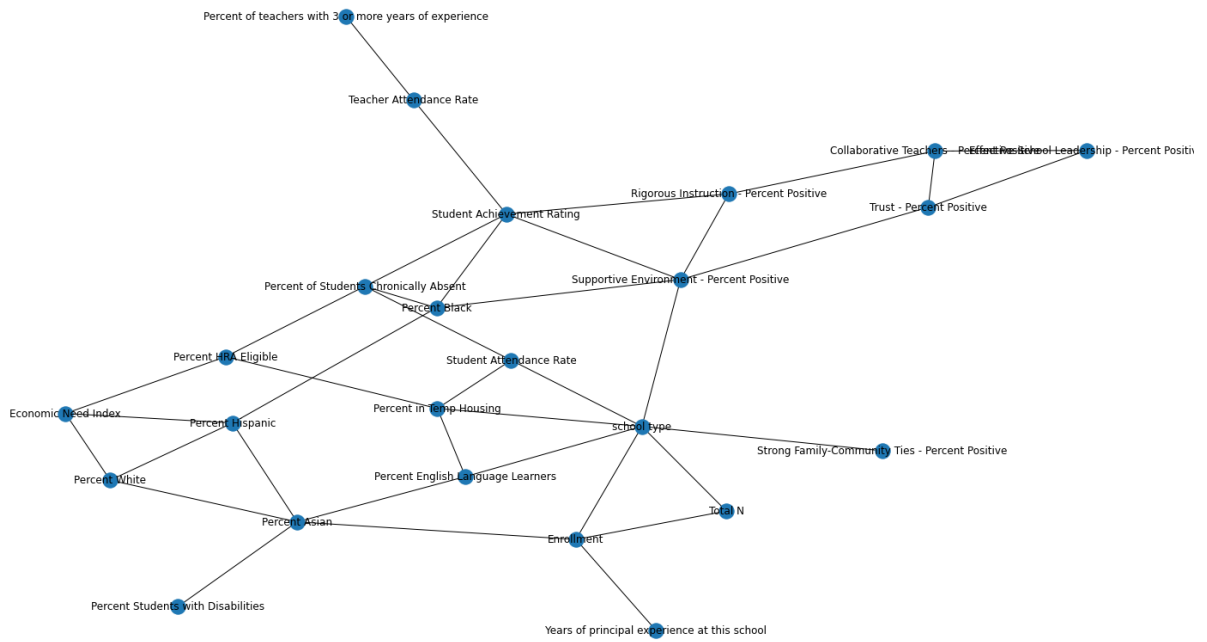 Percent of teachers with 3 or more years of experience
Teacher Attendance Rate
Collaborative Teachers - Percent Positive
Effective School Leadership - Percent Positiv
Rigorous Instruction - Percent Positive
Trust - Percent Positive
Student Achievement Rating
Supportive Environment - Percent Positive
Percent of Students Chronically Absent
Percent Black
Percent HRA Eligible
Student Attendance Rate
Percent in Temp Housing
Economic Need Index
Percent Hispanic
school type
Strong Family-Community Ties - Percent Positive
Percent English Language Learners
Percent White
Total N
Percent Asian
Enrollment
Percent Students with Disabilities
Years of principal experience at this school